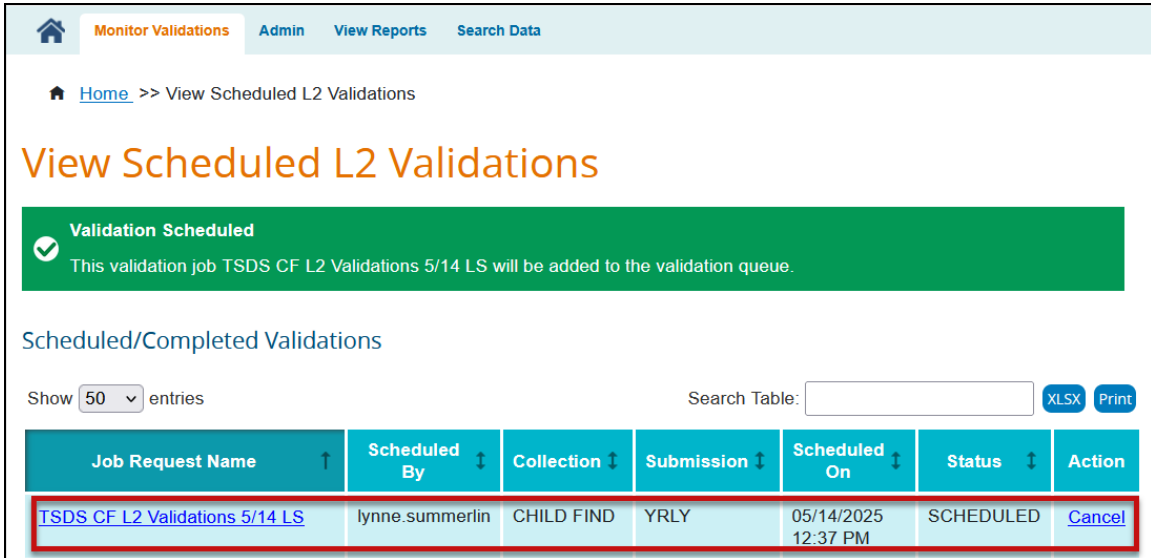 Monitor Validations Admin View Reports Search Data
Home >> View Scheduled L2 Validations
View Scheduled L2 Validations
Validation Scheduled
This validation job TSDS CF L2 Validations 5/14 LS will be added to the validation queue.
Scheduled/Completed Validations
Show 50 entries Search Table: XLSX Print
Job Request Name Scheduled By Collection Submission Scheduled On Status Action
TSDS CF L2 Validations 5/14 LS lynne.summerlin CHILD FIND YRLY 05/14/2025 12:37 PM SCHEDULED Cancel